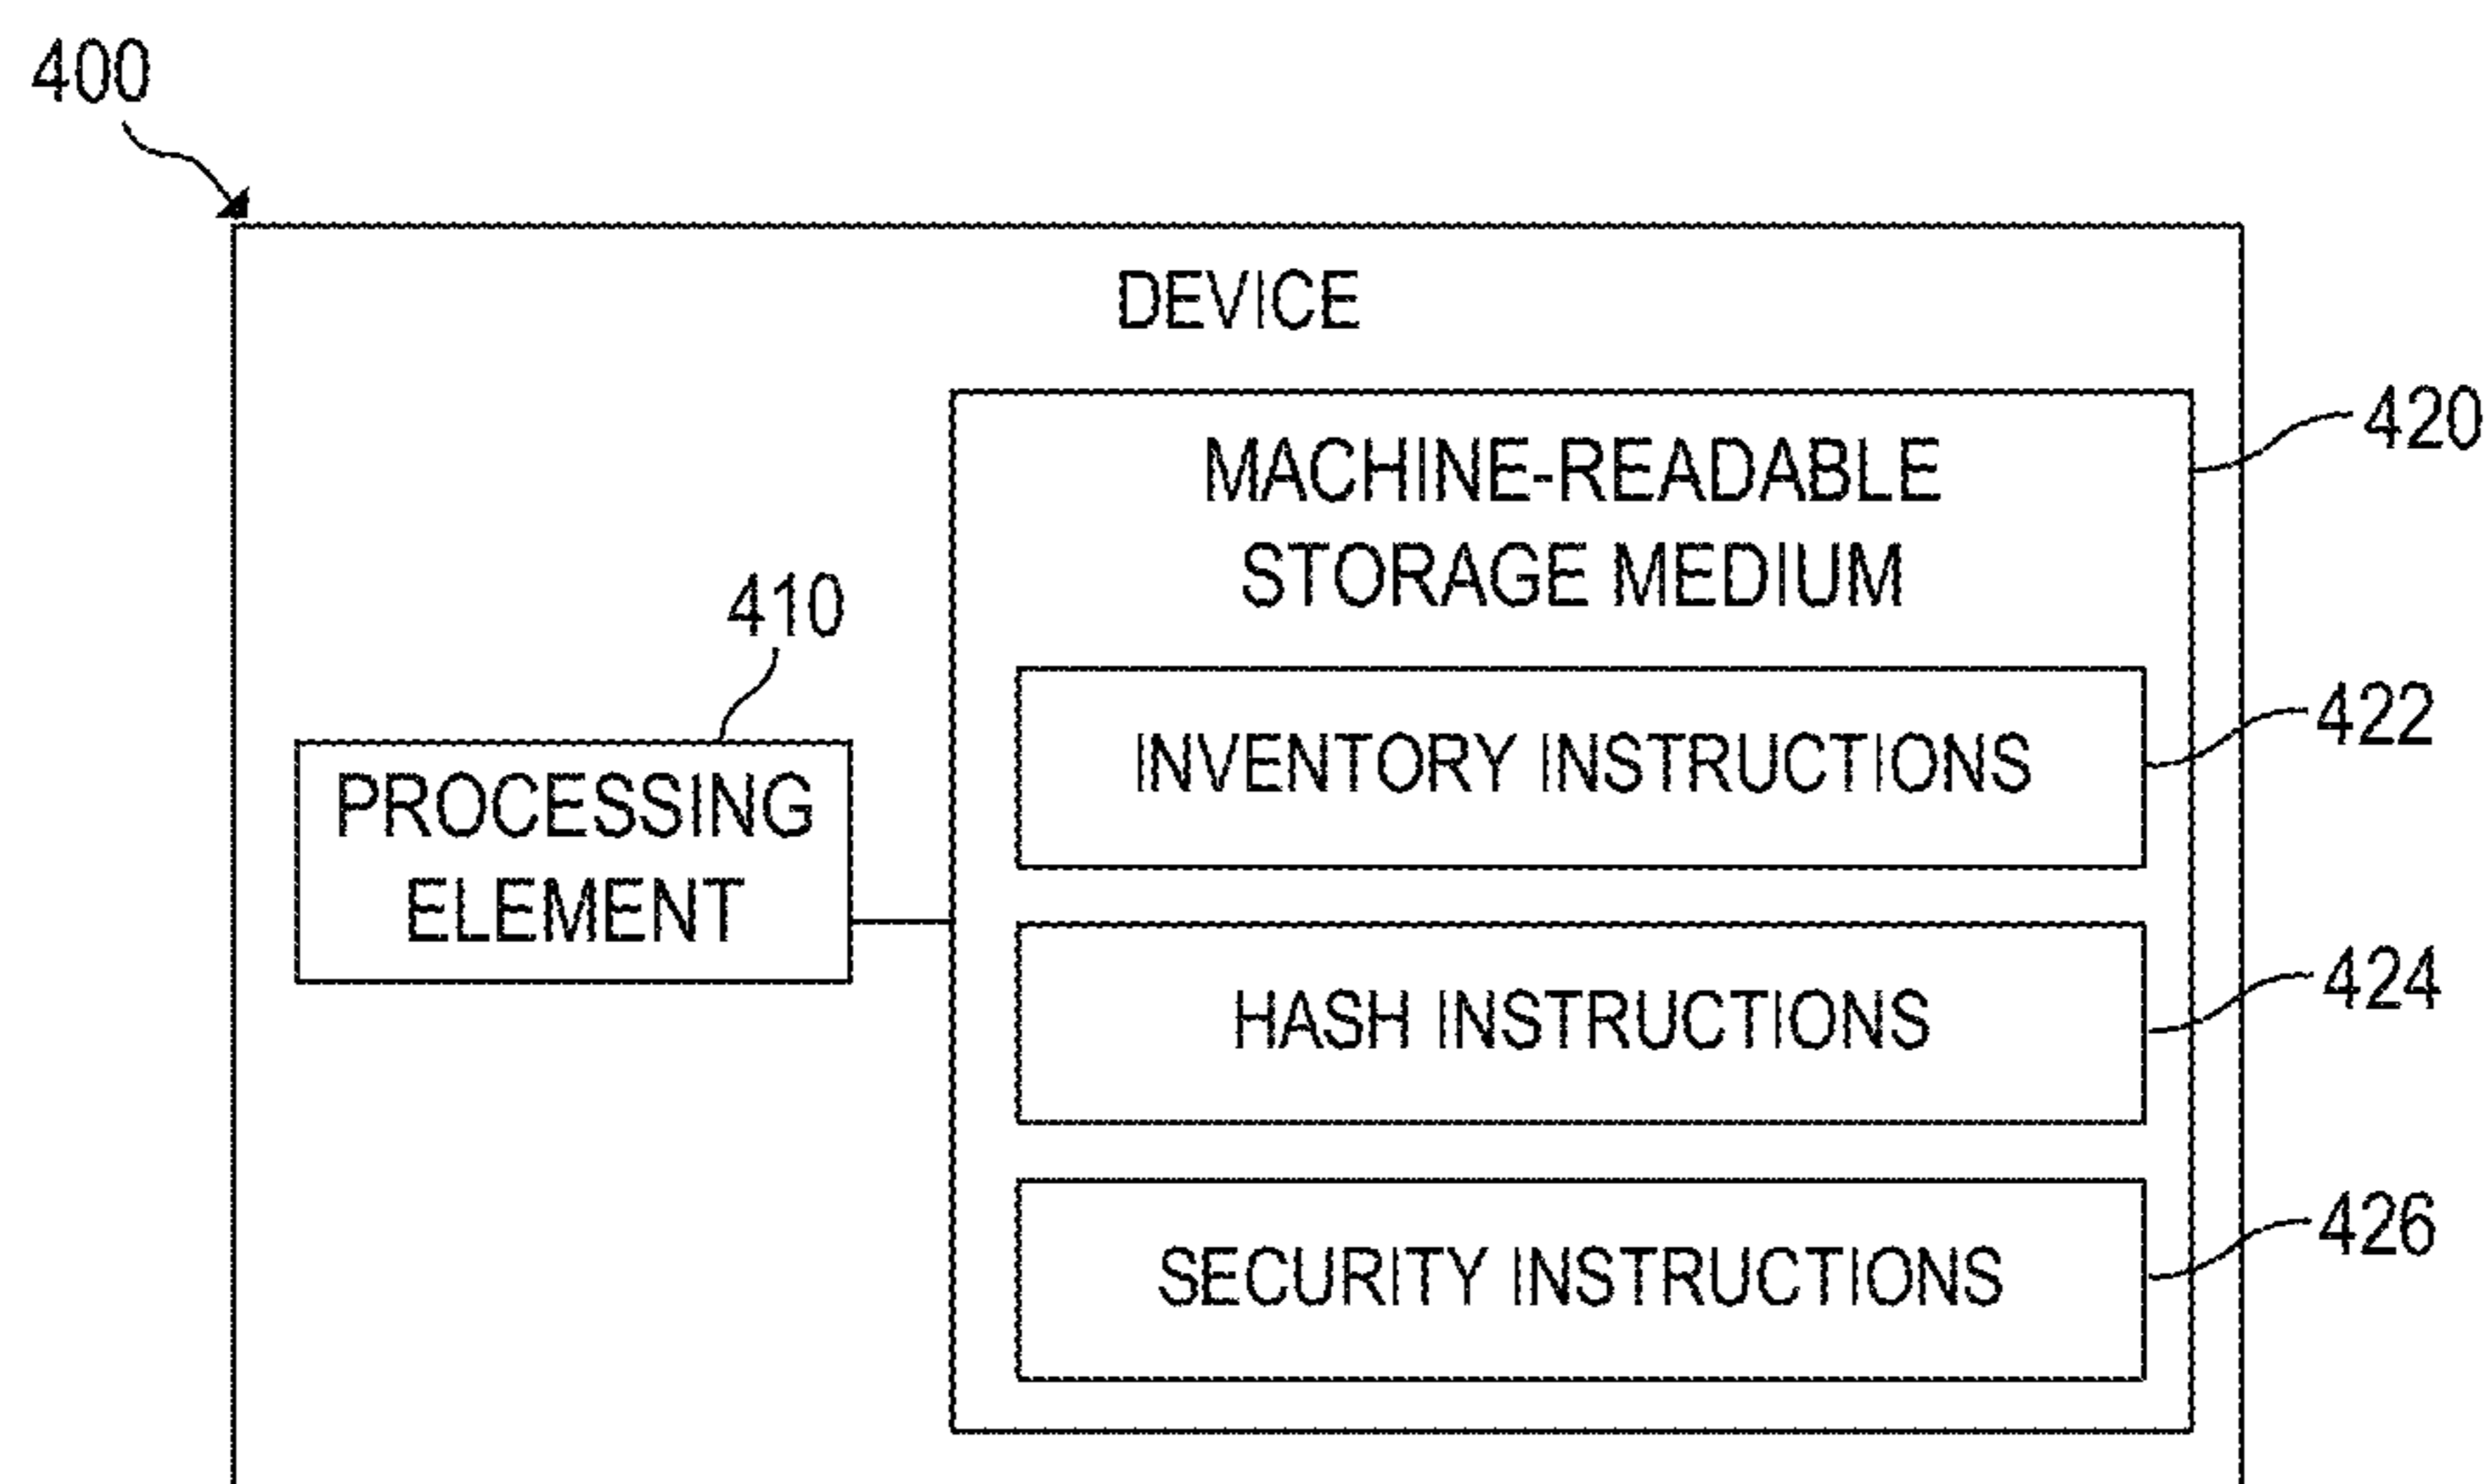 400
DEVICE
420
MACHINE-READABLE
STORAGE MEDIUM
410
422
INVENTORY INSTRUCTIONS
PROCESSING
ELEMENT
424
HASH INSTRUCTIONS
426
SECURITY INSTRUCTIONS